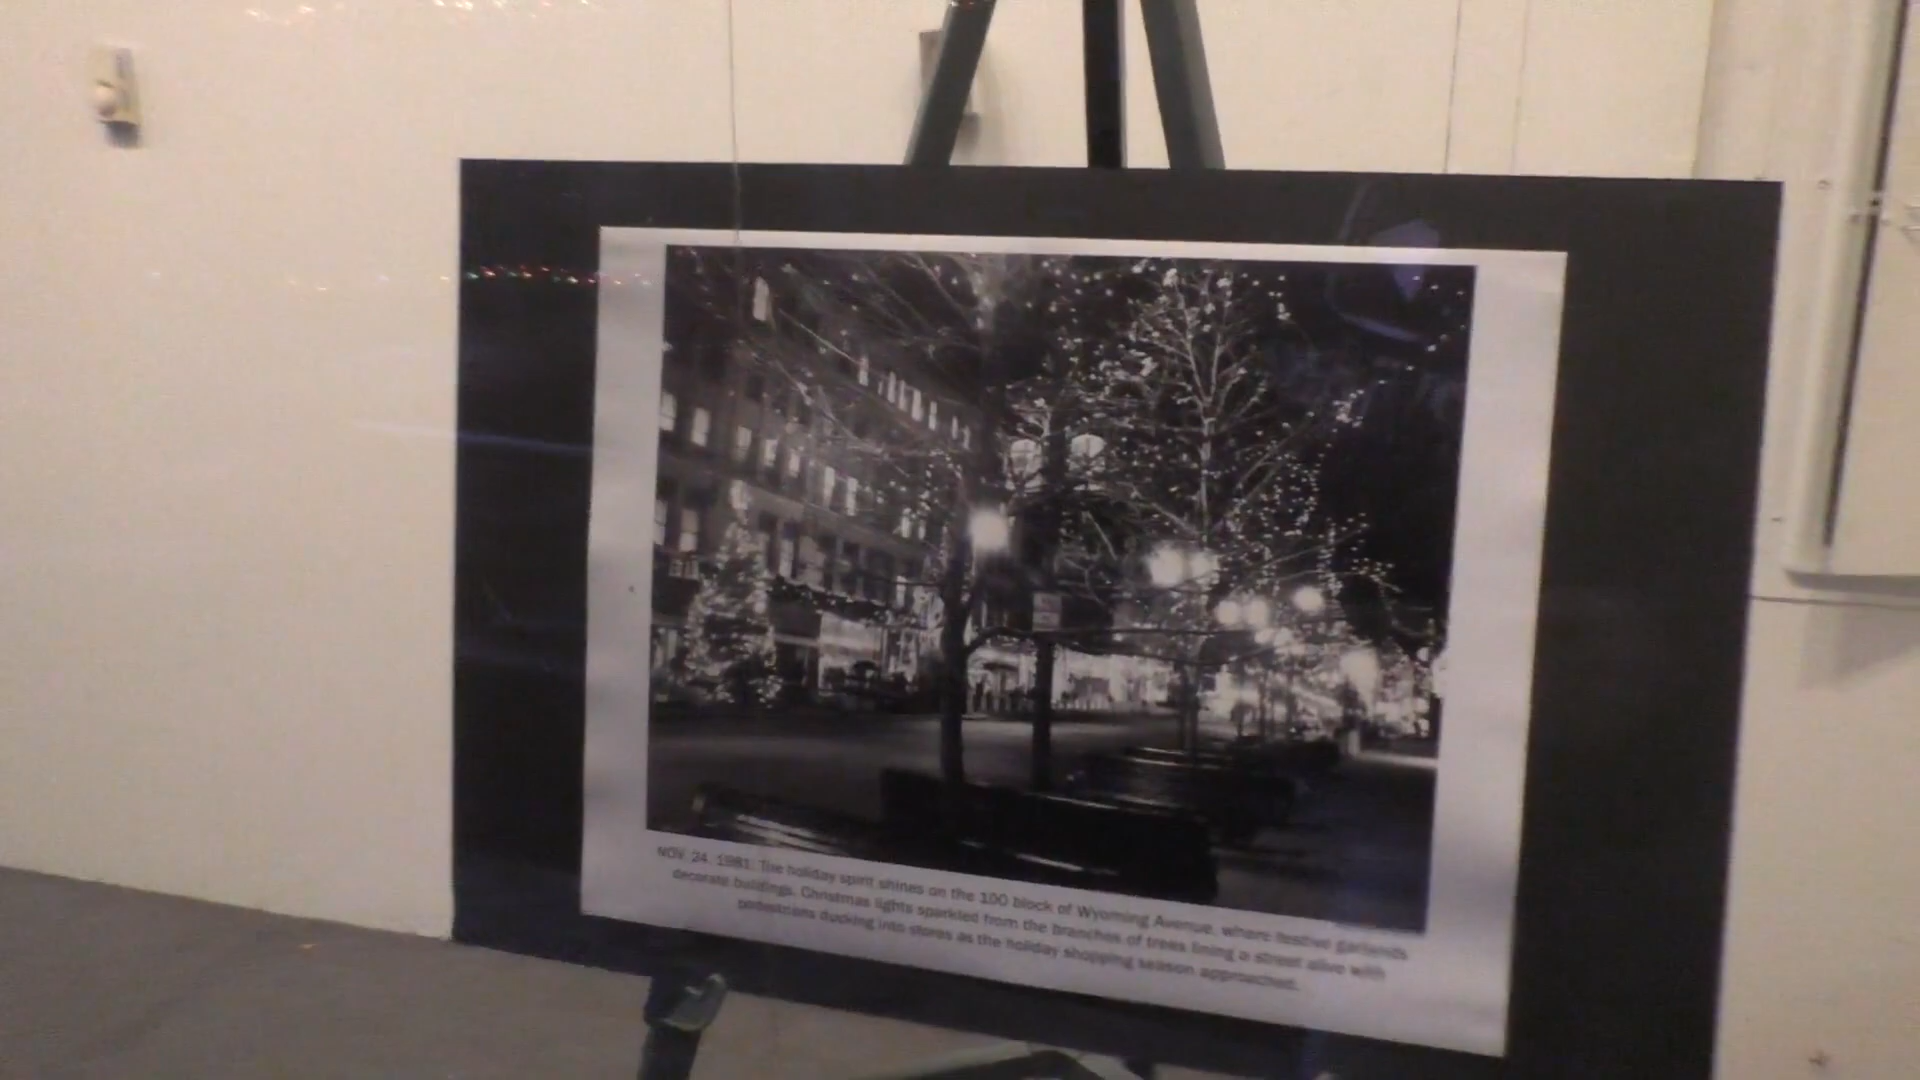 NOV. 24, 1981: The holiday spirit shines on the 100 block of Wyoming Avenue, where festive garlands
decorate buildings. Christmas lights sparkled from the branches of trees lining a street alive with
pedestrians ducking into stores as the holiday shopping season approached.